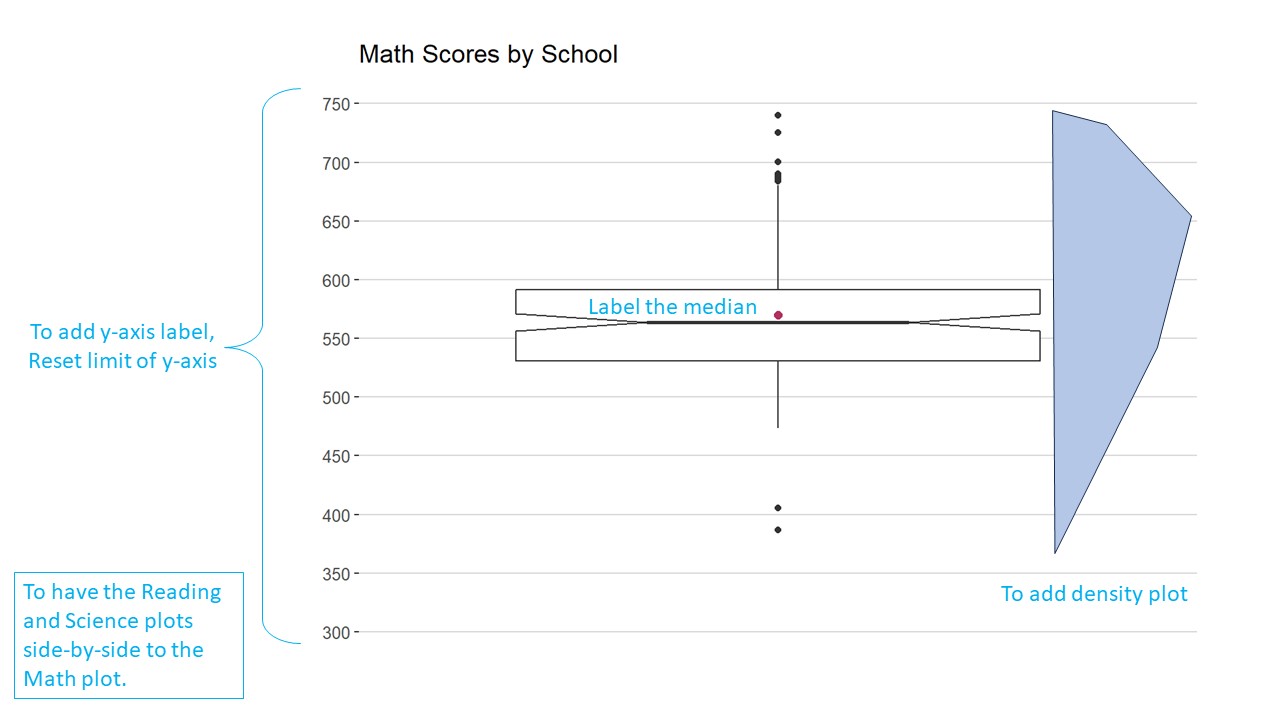 Math Scores by School
750
700
650
600
550
500
450
400
350
300
Label the median
To add y-axis label,
Reset limit of y-axis
To add density plot
To have the Reading
and Science plots
side-by-side to the
Math plot.